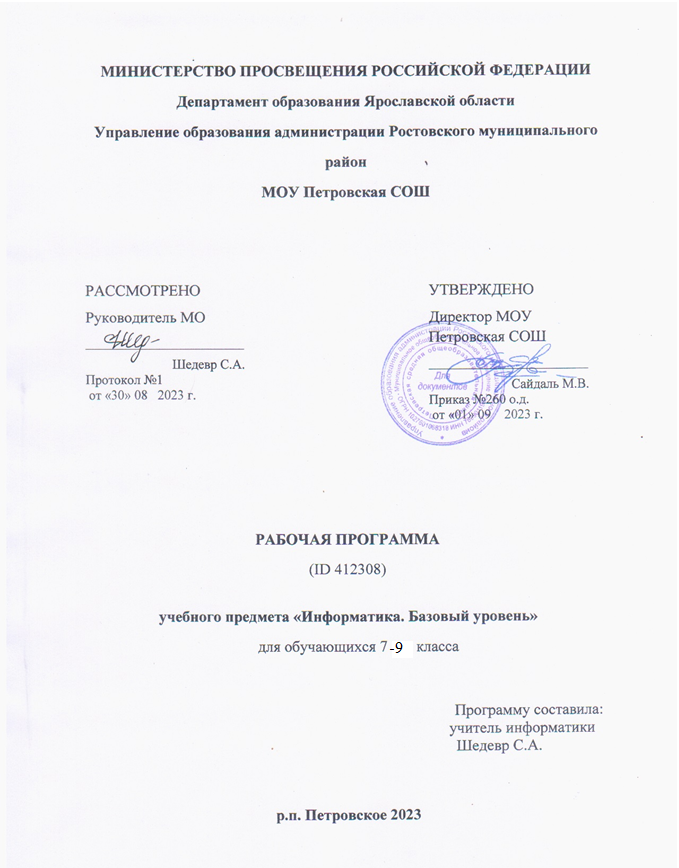 МИНИСТЕРСТВО ПРОСВЕЩЕНИЯ РОССИЙСКОЙ ФЕДЕРАЦИИ
Департамент образования Ярославской области
Управление образования администрации Ростовского муниципального
район
МОУ Петровская СОШ
РАССМОТРЕНО
Руководитель МО
Шедевр С.А.
Протокол №1
от «30» 08 2023 г.
УТВЕРЖДЕНО
Директор МОУ
Петровская СОШ
Сайдаль М.В.
Приказ №260 о.д.
от «01» 09 2023 г.
Для
документов
РАБОЧАЯ ПРОГРАММА
(ID 412308)
учебного предмета «Информатика. Базовый уровень»
для обучающихся 7-9 класса
Программу составила:
учитель информатики
Шедевр С.А.
р.п. Петровское 2023